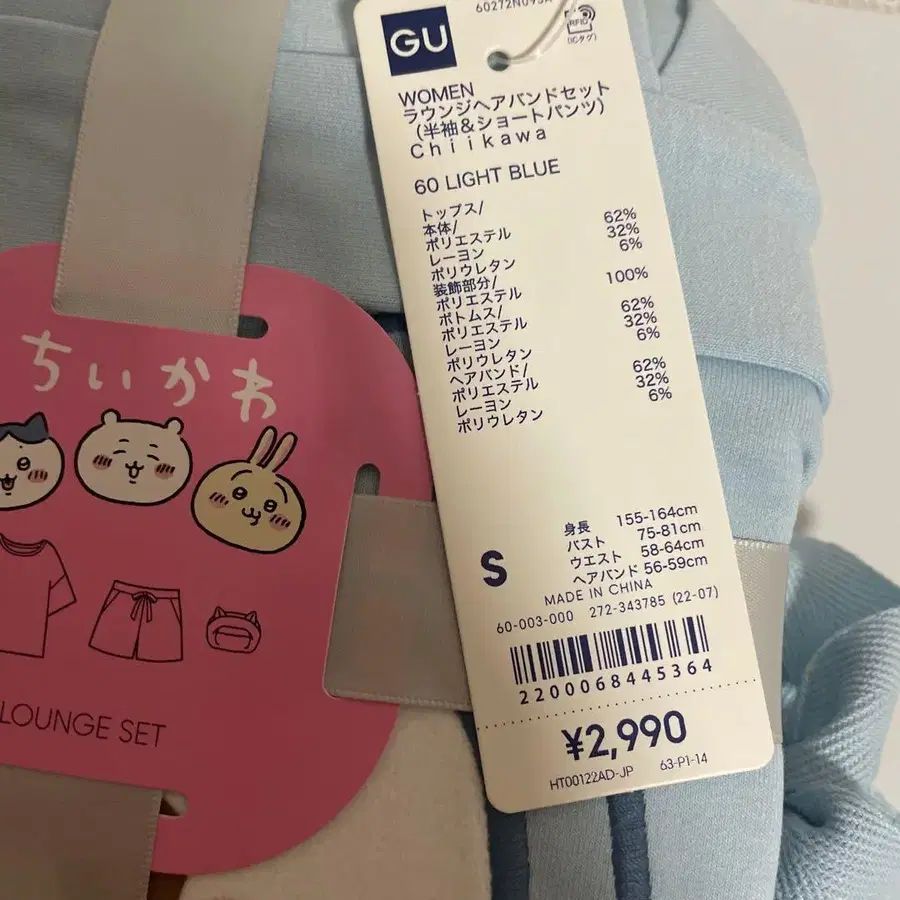 GU
RFID
(ICタグ)
WOMEN
ラウンジヘアバンドセット
(半袖&ショートパンツ)
Chiikawa
60 LIGHT BLUE
トップス/
本体/
ポリエステル 62%
レーヨン 32%
ポリウレタン 6%
装飾部分/
ポリエステル 100%
ボトムス/
ポリエステル 62%
レーヨン 32%
ポリウレタン 6%
ヘアバンド/
ポリエステル 62%
レーヨン 32%
ポリウレタン 6%
S
身長 155-164cm
バスト 75-81cm
ウエスト 58-64cm
ヘアバンド 56-59cm
MADE IN CHINA
60-003-000 272-343785 (22-07)
2200068445364
¥2,990
HT00122AD-JP 63-P1-14
ちいかわ
LOUNGE SET